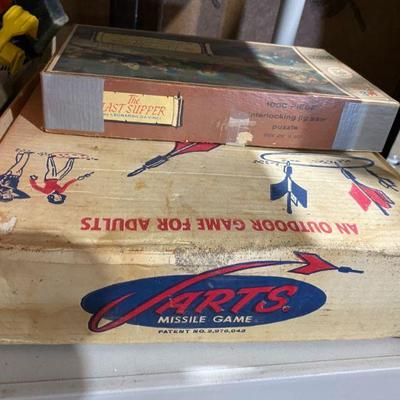 The
LAST SUPPER
1000 PIECE
interlocking jig saw
puzzle
AN OUTDOOR GAME FOR ADULTS
JARTS.
MISSILE GAME
PATENT NO. 2,976,042